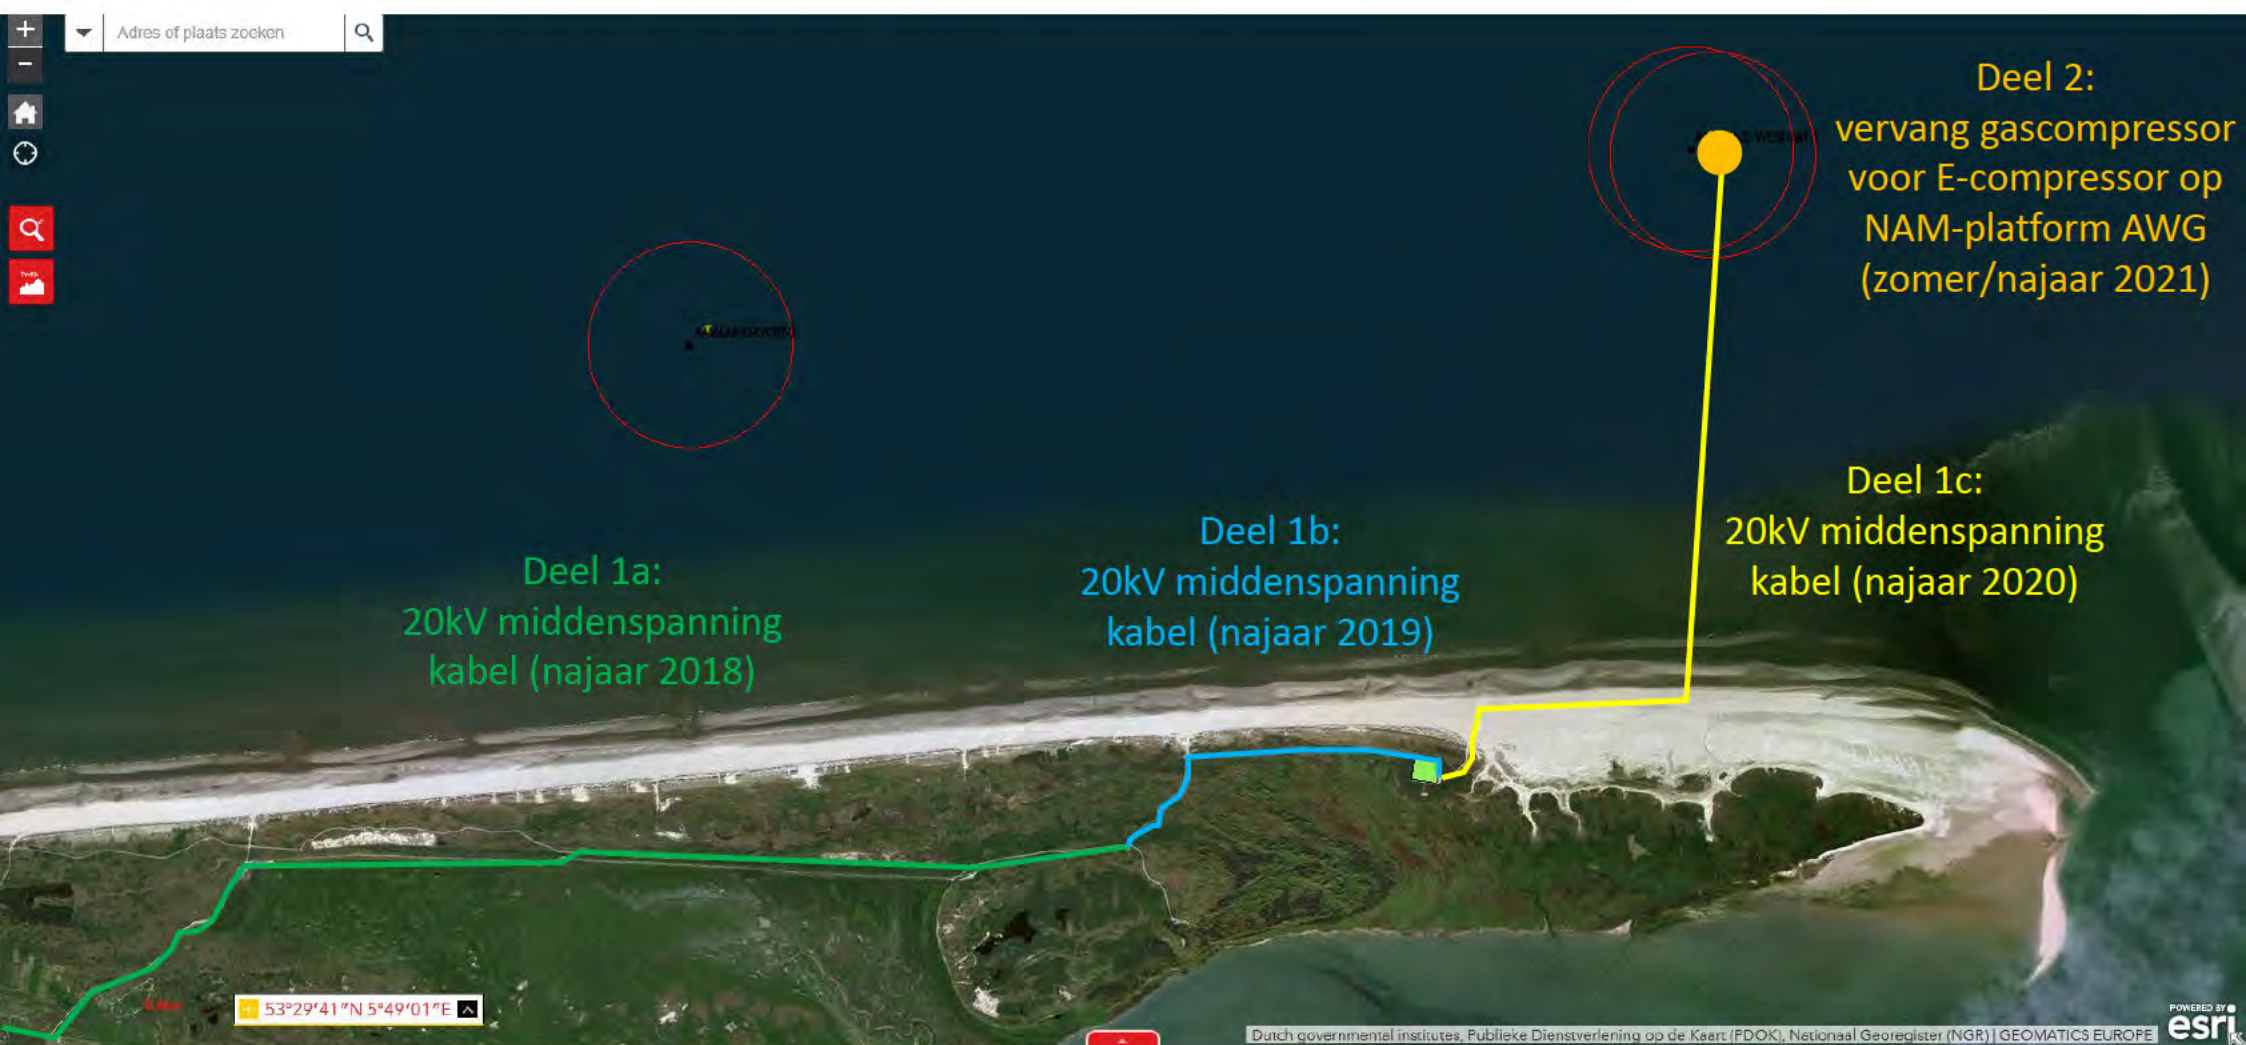 Adres of plaats zoeken
Deel 2:
vervang gascompressor
voor E-compressor op
NAM-platform AWG
(zomer/najaar 2021)
Deel 1c:
20kV middenspanning
kabel (najaar 2020)
Deel 1b:
20kV middenspanning
kabel (najaar 2019)
Deel 1a:
20kV middenspanning
kabel (najaar 2018)
53°29'41"N 5°49'01"E
Dutch governmental institutes, Publieke Dienstverlening op de Kaart (PDOK), Nationaal Georegister (NGR) | GEOMATICS EUROPE
POWERED BY
esri